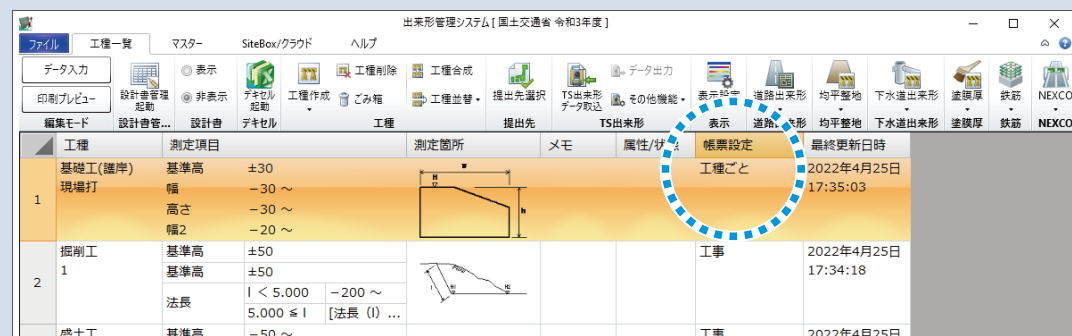 出来形管理システム [ 国土交通省 令和3年度 ]
ファイル 工種一覧 マスター SiteBox/クラウド ヘルプ
データ入力 表示 工種削除 工種合成 データ出力
印刷プレビュー 設計書管理 起動 非表示 デキセル 起動 工種作成 ごみ箱 工種並替 提出先選択 TS出来形 データ取込 その他機能 表示設定 道路出来形 均平整地 下水道出来形 塗膜厚 鉄筋 NEXCO
編集モード 設計書管... 設計書 デキセル 工種 提出先 TS出来形 表示 道路出来形 均平整地 下水道出来形 塗膜厚 鉄筋 NEXCO
工種 測定項目 測定箇所 メモ 帳票設定 最終更新日時
1 基礎工(護岸) 基準高 ±30 工種ごと 2022年4月25日
現場打 幅 －30 ～ 17:35:03
高さ －30 ～
幅2 －20 ～
H
h
2 掘削工 基準高 ±50 工事 2022年4月25日
1 基準高 ±50 17:34:18
法長 l < 5.000 －200 ～
5.000 ≦ l [法長（l）...
盛土工 基準高 －50 ～ 工事 2022年4月25日